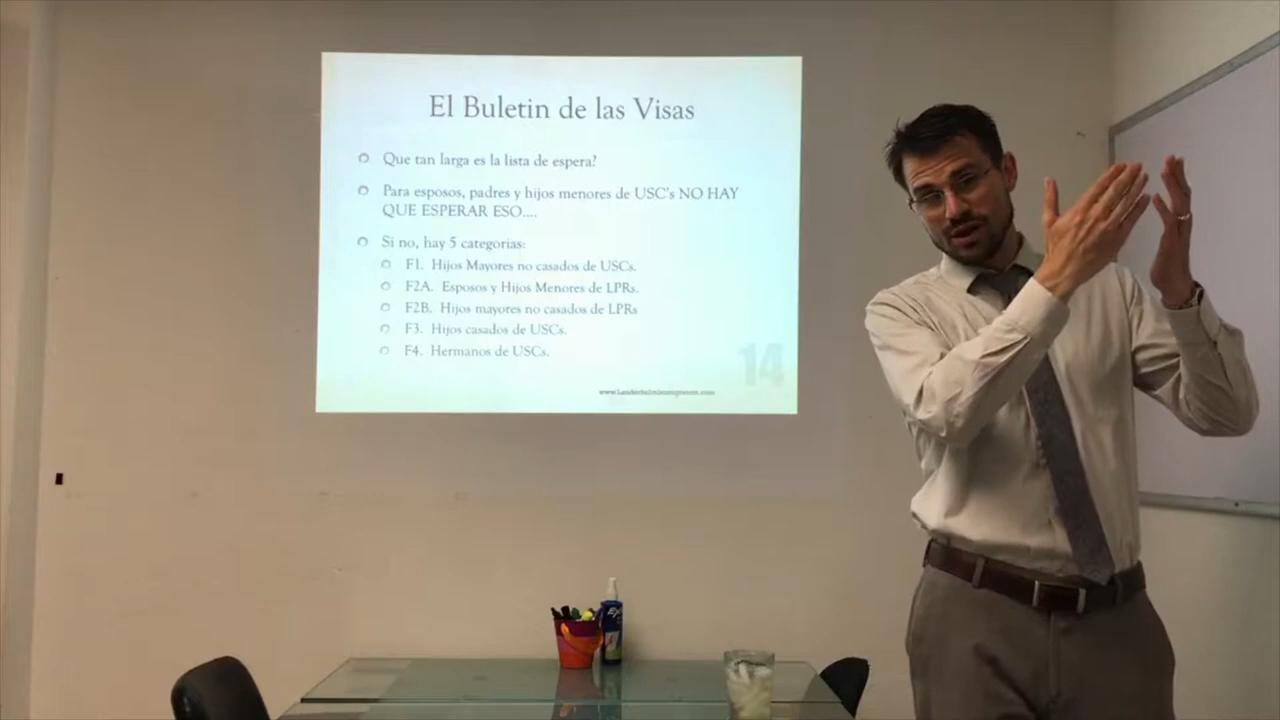 El Buletin de las Visas
Que tan larga es la lista de espera?
Para esposos, padres y hijos menores de USC's NO HAY
QUE ESPERAR ESO....
Si no, hay 5 categorias:
F1. Hijos Mayores no casados de USCs.
F2A. Esposos y Hijos Menores de LPRs.
F2B. Hijos mayores no casados de LPRs
F3. Hijos casados de USCs.
F4. Hermanos de USCs.
14